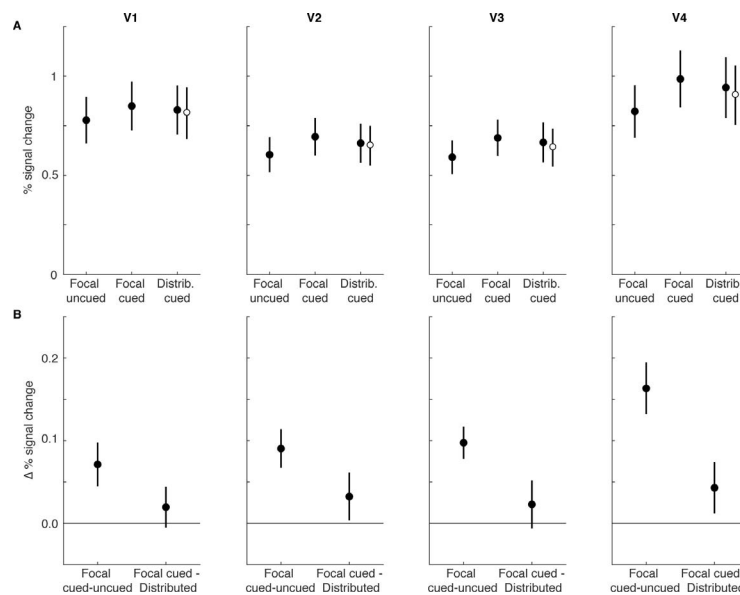 V1 V2 V3 V4
A
% signal change
1
0.5
0
Focal uncued
Focal cued
Distrib. cued
Focal uncued
Focal cued
Distrib. cued
Focal uncued
Focal cued
Distrib. cued
Focal uncued
Focal cued
Distrib. cued
B
Δ % signal change
0.2
0.1
0.0
Focal cued-uncued
Focal cued - Distributed
Focal cued-uncued
Focal cued - Distributed
Focal cued-uncued
Focal cued - Distributed
Focal cued-uncued
Focal cued - Distributed